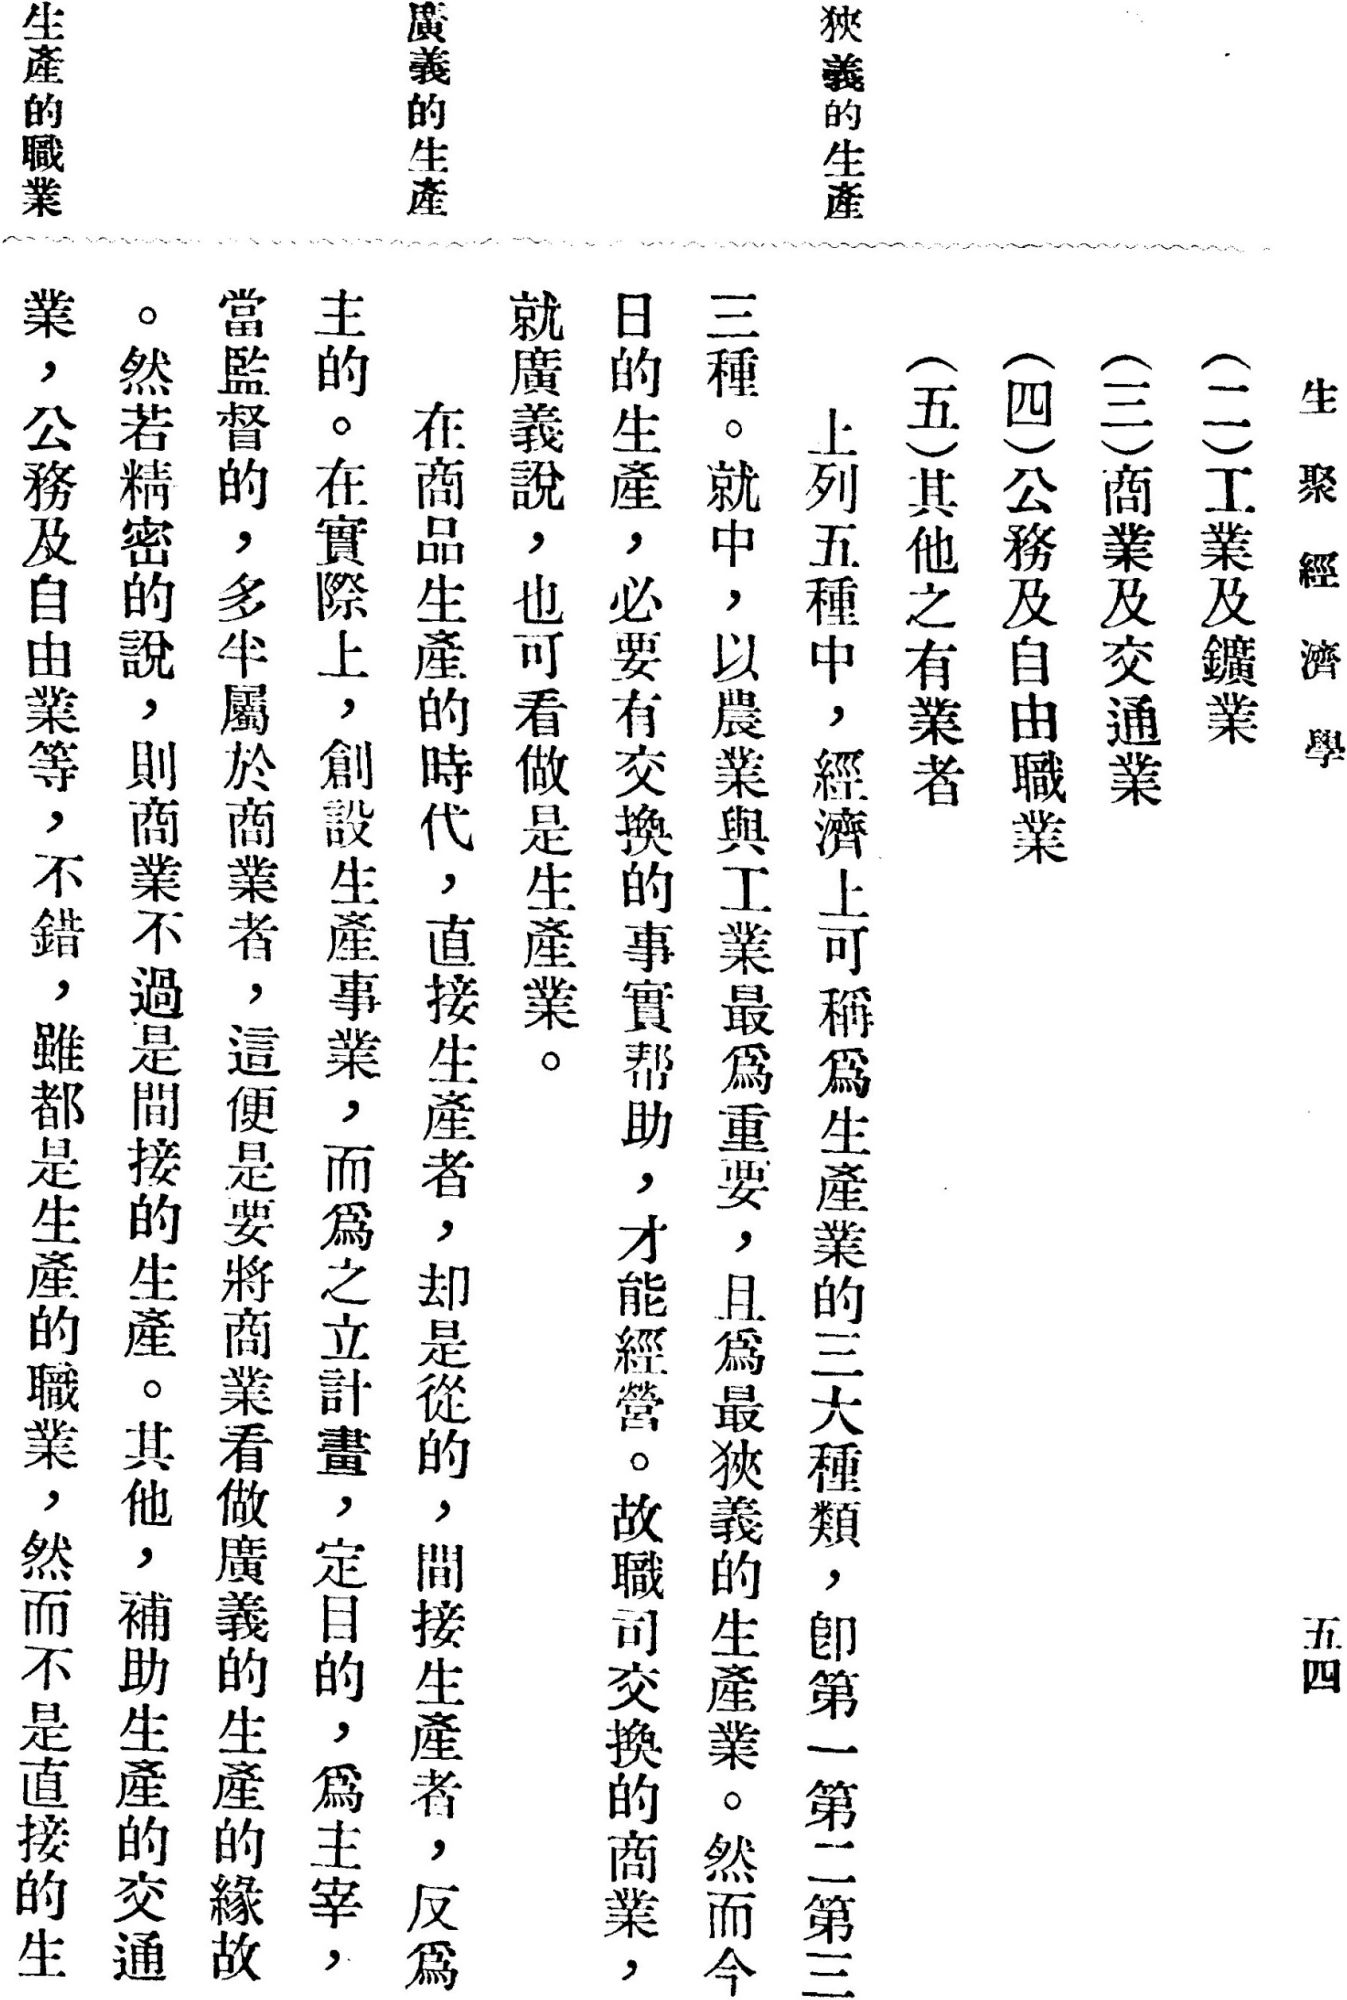 生聚經濟學
五四
(二)工業及鑛業
(三)商業及交通業
(四)公務及自由職業
(五)其他之有業者
狹義的生產
上列五種中，經濟上可稱爲生產業的三大種類，卽第一第二第三
三種。就中，以農業與工業最爲重要，且爲最狹義的生產業。然而今
日的生產，必要有交換的事實帮助，才能經營。故職司交換的商業，
就廣義說，也可看做是生產業。
廣義的生產
在商品生產的時代，直接生產者，却是從的，間接生產者，反爲
主的。在實際上，創設生產事業，而爲之立計畫，定目的，爲主宰，
當監督的，多半屬於商業者，這便是要將商業看做廣義的生產的緣故
。然若精密的說，則商業不過是間接的生產。其他，補助生產的交通
生產的職業
業，公務及自由業等，不錯，雖都是生產的職業，然而不是直接的生